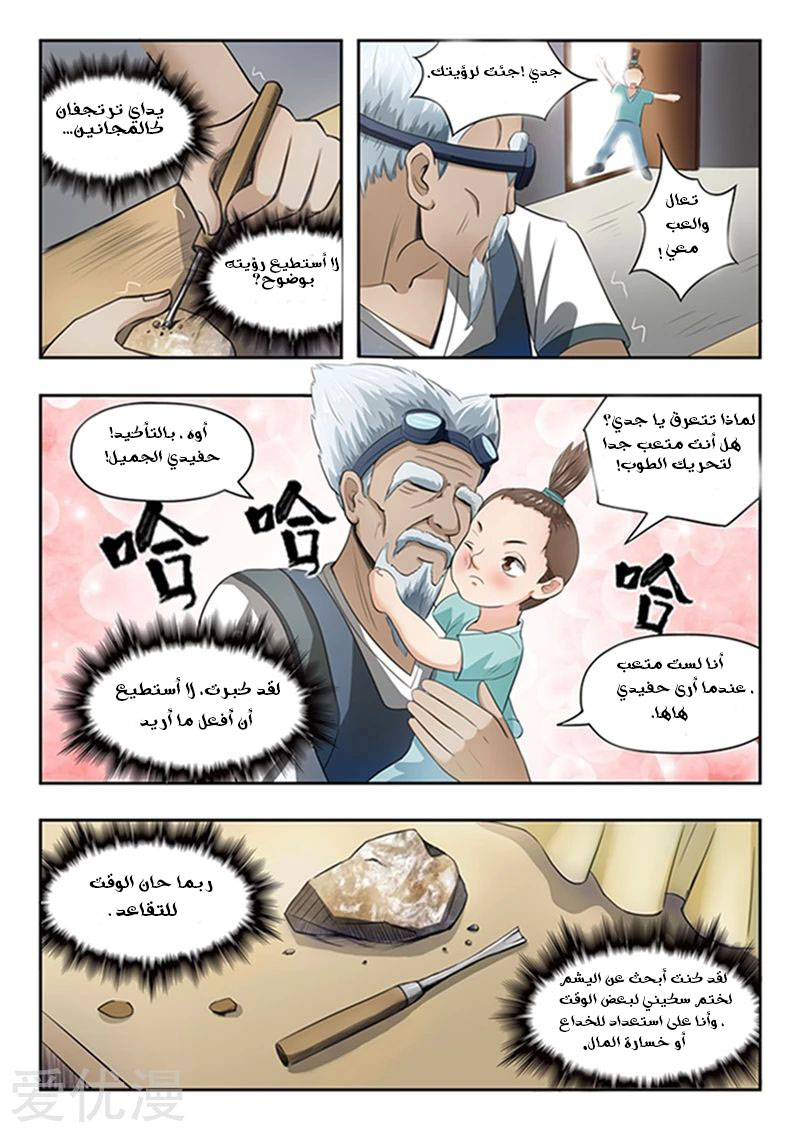 جدي !جئت لرؤيتك.
تعال
والعب
معي !
يداي ترتجفان
كالمجانين...
لا أستطيع رؤيته
بوضوح?
لماذا تتعرق يا جدي?
هل أنت متعب جدا
لتحريك الطوب!
أوه ، بالتأكيد!
حفيدي الجميل!
哈
哈
哈
أنا لست متعب
، عندما أرى حفيدي
هاها.
لقد كبرت، لا أستطيع
أن أفعل ما أريد
ربما حان الوقت
للتقاعد .
لقد كنت أبحث عن اليشم
لختم سكيني لبعض الوقت
، وأنا على استعداد للخداع
أو خسارة المال.
爱优漫